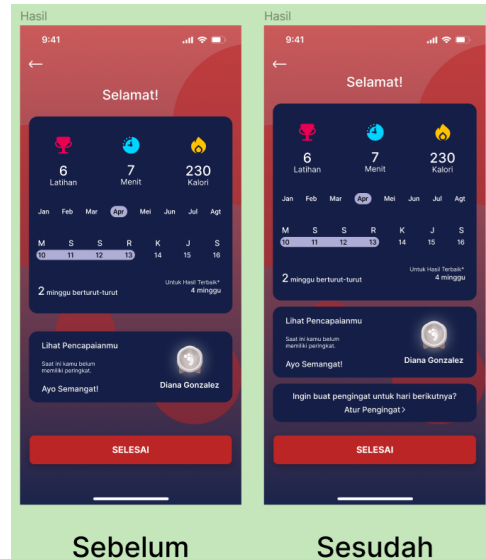 Hasil
9:41
Selamat!
6 7 230
Latihan Menit Kalori
Jan Feb Mar Apr Mei Jun Jul Agt
M S S R K J S
10 11 12 13 14 15 16
2 minggu berturut-turut
Untuk Hasil Terbaik*
4 minggu
Lihat Pencapaianmu
Saat ini kamu belum
memiliki peringkat.
Ayo Semangat!
Diana Gonzalez
SELESAI
Sebelum
Hasil
9:41
Selamat!
6 7 230
Latihan Menit Kalori
Jan Feb Mar Apr Mei Jun Jul Agt
M S S R K J S
10 11 12 13 14 15 16
2 minggu berturut-turut
Untuk Hasil Terbaik*
4 minggu
Lihat Pencapaianmu
Saat ini kamu belum
memiliki peringkat.
Ayo Semangat!
Diana Gonzalez
Ingin buat pengingat untuk hari berikutnya?
Atur Pengingat >
SELESAI
Sesudah